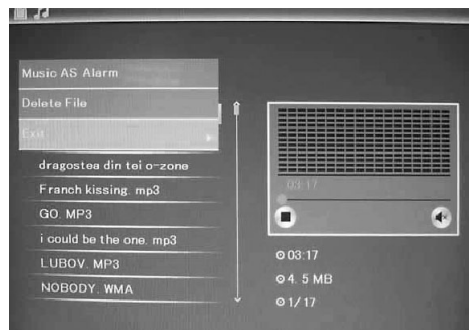 Music AS Alarm
Delete File
Exit
dragostea din tei o-zone
Franch kissing. mp3
GO. MP3
i could be the one. mp3
LUBOV. MP3
NOBODY. WMA
03:17
03:17
4. 5 MB
1/17